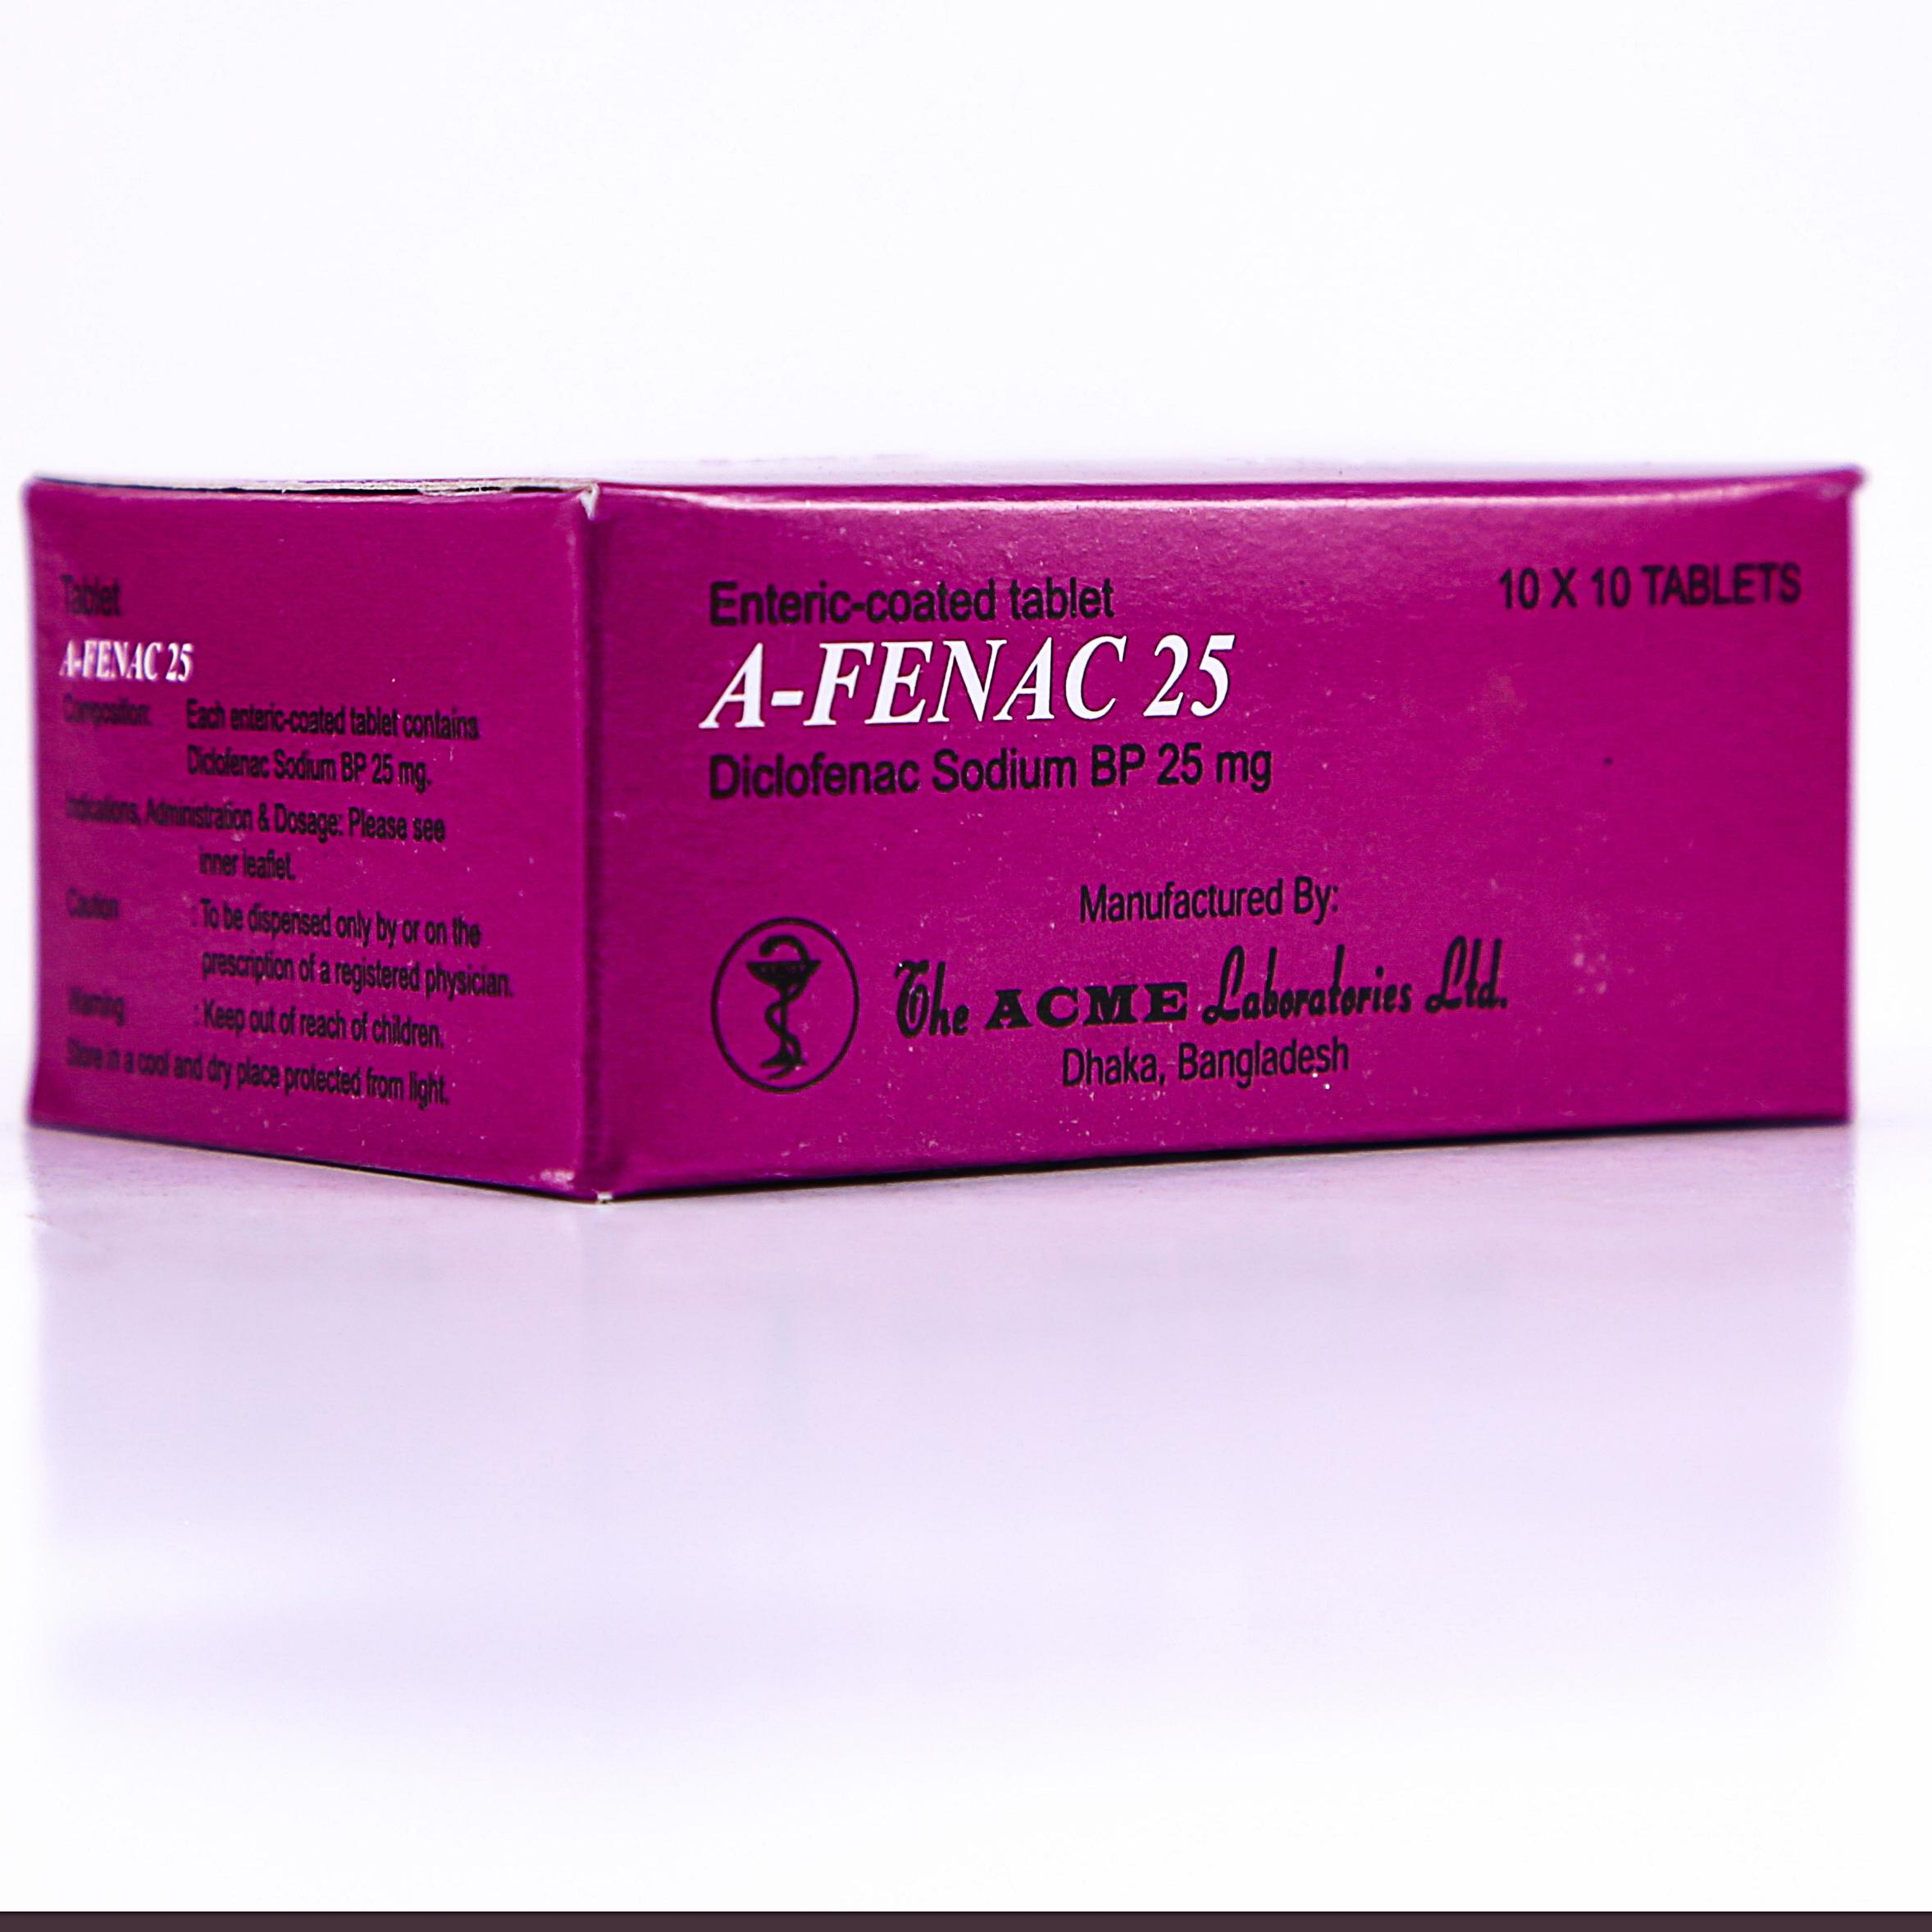 Tablet
A-FENAC 25
Composition: Each enteric-coated tablet contains
Diclofenac Sodium BP 25 mg.
Indications, Administration & Dosage: Please see
inner leaflet.
Caution : To be dispensed only by or on the
prescription of a registered physician.
Warning : Keep out of reach of children.
Store in a cool and dry place protected from light.
Enteric-coated tablet
10 X 10 TABLETS
A-FENAC 25
Diclofenac Sodium BP 25 mg
Manufactured By:
The ACME Laboratories Ltd.
Dhaka, Bangladesh